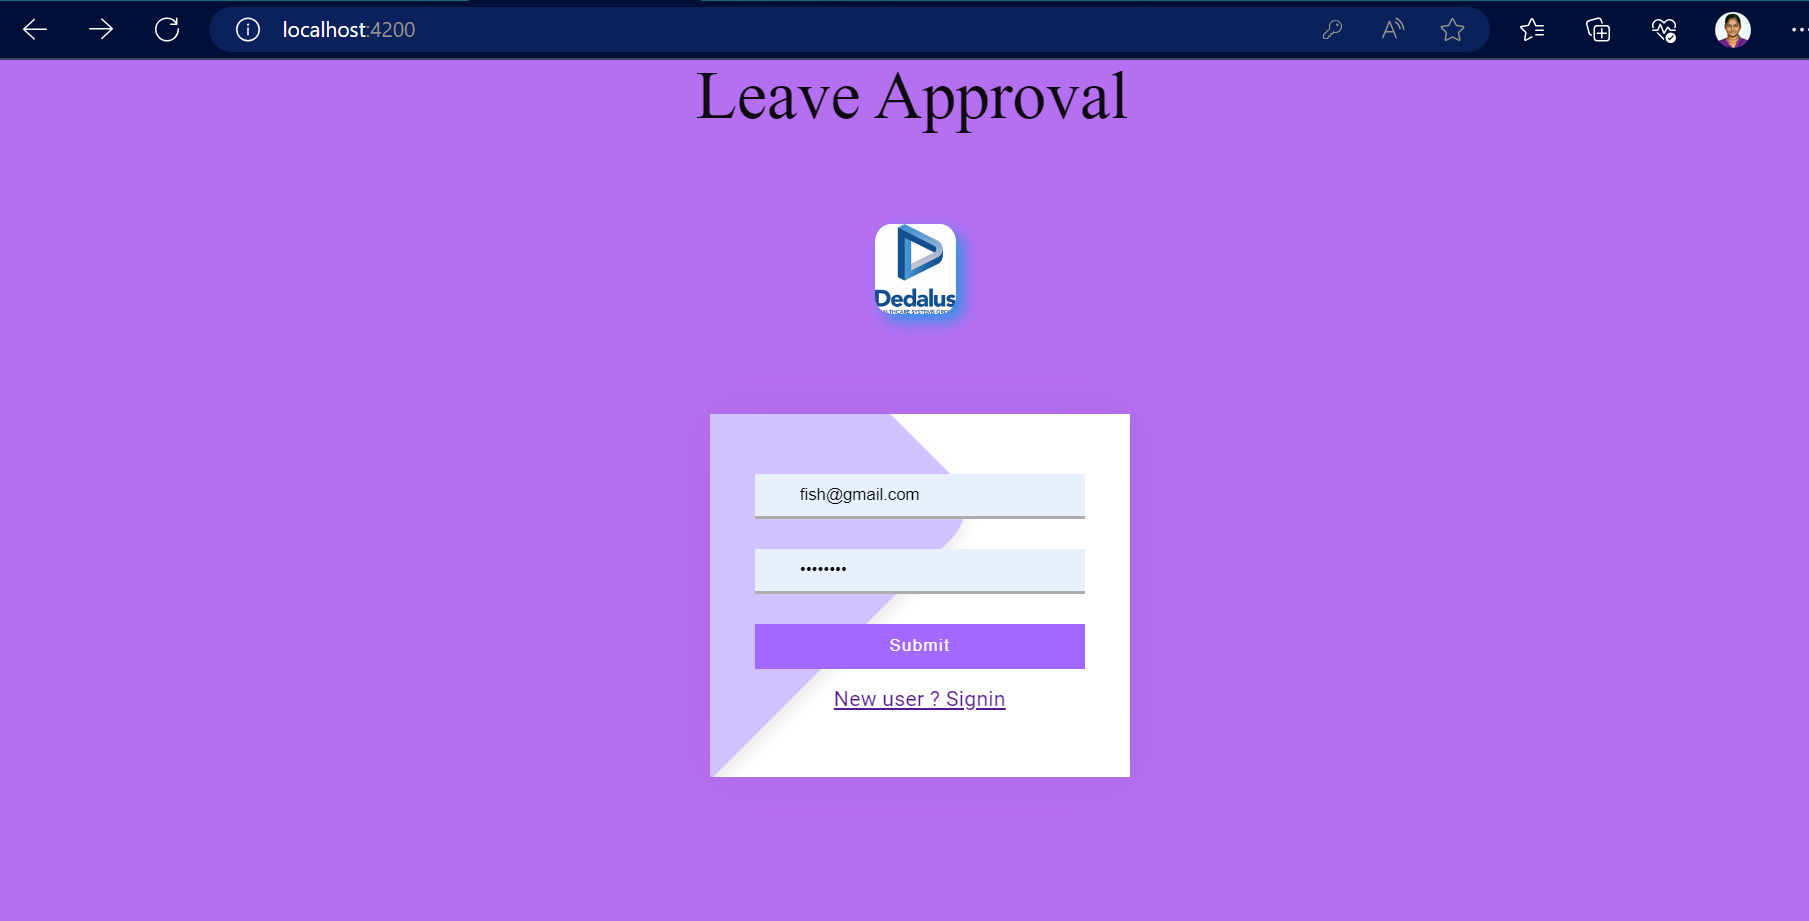 localhost:4200
Leave Approval
Dedalus
fish@gmail.com
••••••••
Submit
New user ? Signin